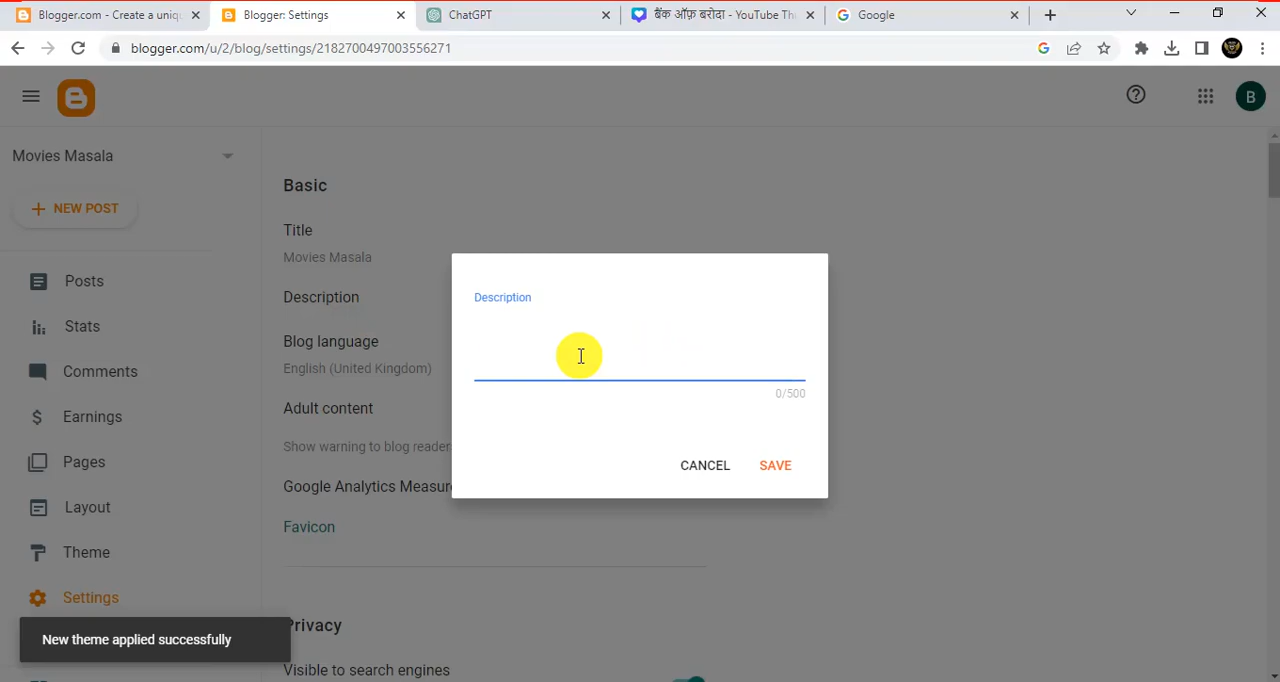 Blogger.com - Create a uniq
Blogger: Settings
ChatGPT
बैंक ऑफ़ बरोदा - YouTube Th
Google
blogger.com/u/2/blog/settings/2182700497003556271
B
Movies Masala
NEW POST
Posts
Stats
Comments
Earnings
Pages
Layout
Theme
Settings
New theme applied successfully
Basic
Title
Movies Masala
Description
Blog language
English (United Kingdom)
Adult content
Show warning to blog reader
Google Analytics Measure
Favicon
Privacy
Visible to search engines
Description
0/500
CANCEL
SAVE